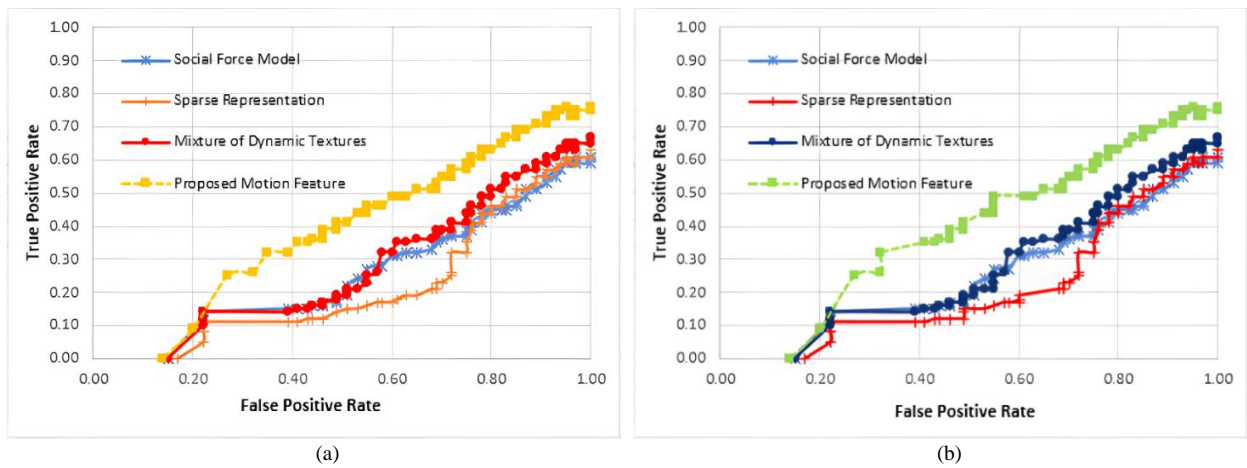 1.00
0.90
0.80
0.70
0.60
0.50
0.40
0.30
0.20
0.10
0.00
True Positive Rate
Social Force Model
Sparse Representation
Mixture of Dynamic Textures
Proposed Motion Feature
0.00 0.20 0.40 0.60 0.80 1.00
False Positive Rate
(a)
1.00
0.90
0.80
0.70
0.60
0.50
0.40
0.30
0.20
0.10
0.00
True Positive Rate
Social Force Model
Sparse Representation
Mixture of Dynamic Textures
Proposed Motion Feature
0.00 0.20 0.40 0.60 0.80 1.00
False Positive Rate
(b)